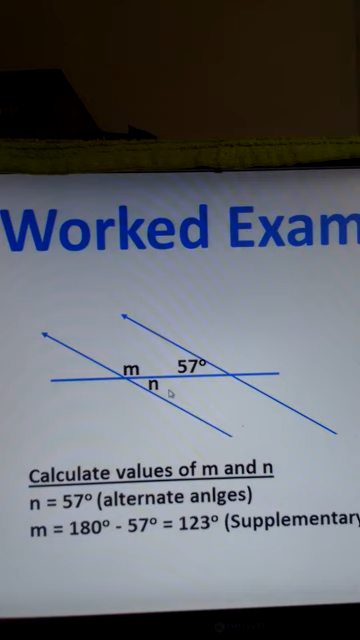 Worked Exam
m
57°
n
Calculate values of m and n
n = 57° (alternate anlges)
m = 180° - 57° = 123° (Supplementary